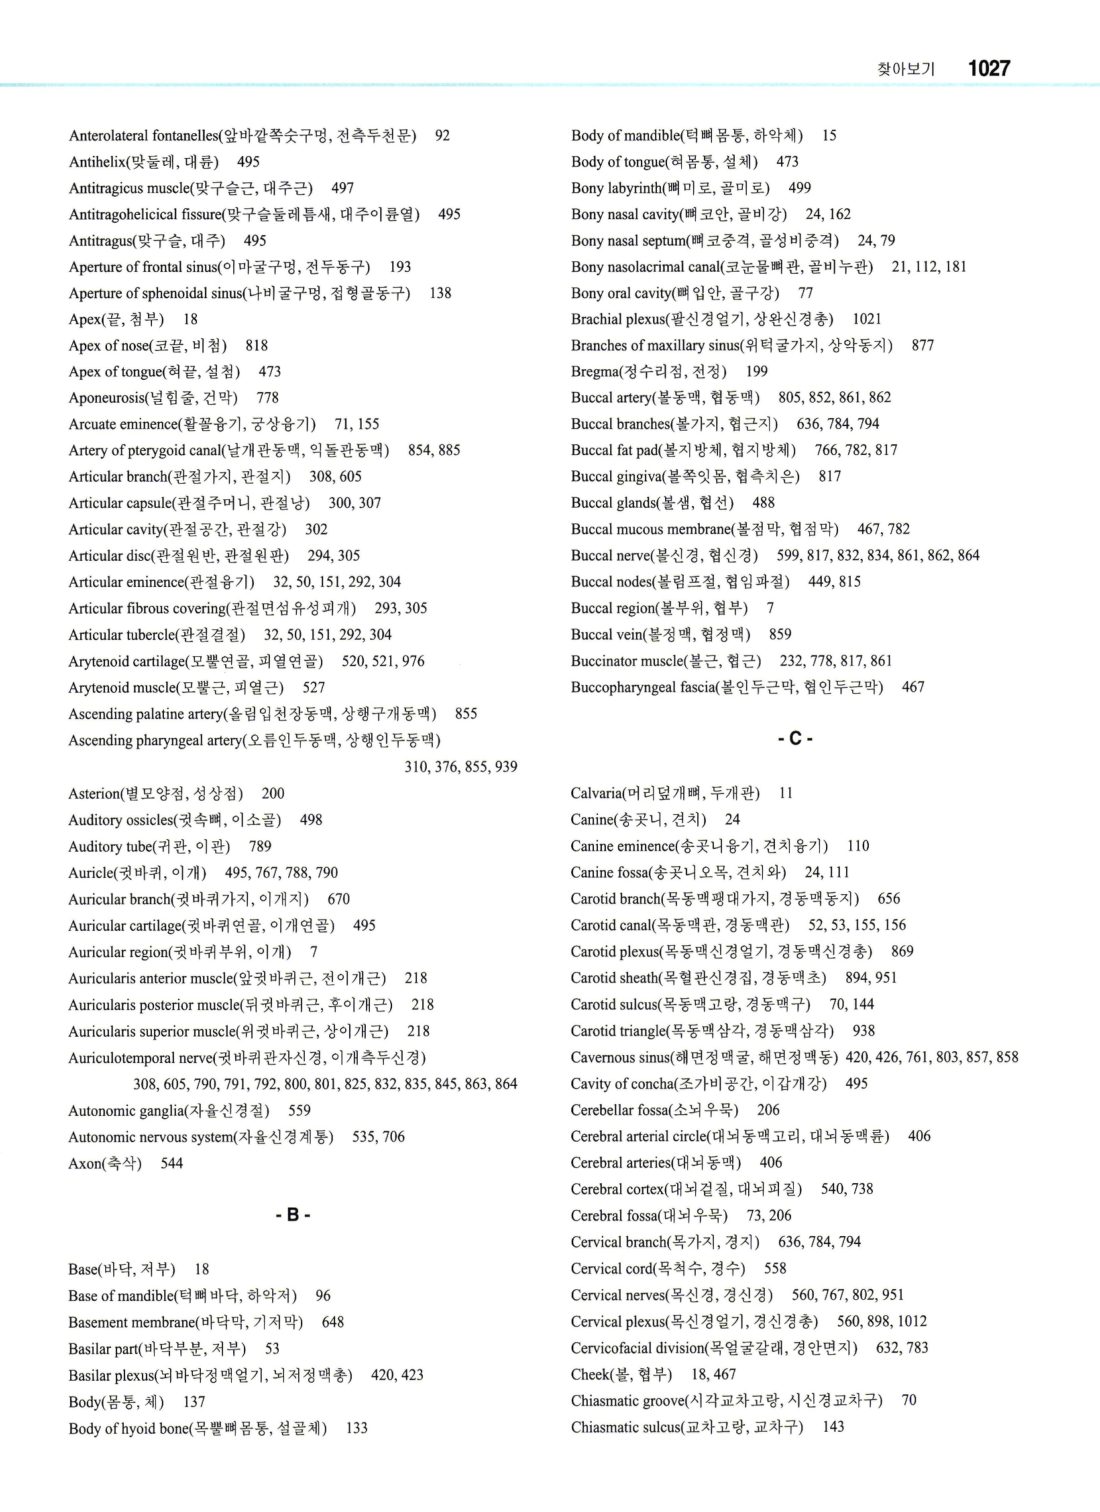 찾아보기 1027
Anterolateral fontanelles(앞바깥쪽숫구멍, 전측두천문) 92
Antihelix(맞둘레, 대륜) 495
Antitragicus muscle(맞구슬근, 대주근) 497
Antitragohelicical fissure(맞구슬둘레틈새, 대주이륜열) 495
Antitragus(맞구슬, 대주) 495
Aperture of frontal sinus(이마굴구멍, 전두동구) 193
Aperture of sphenoidal sinus(나비굴구멍, 접형골동구) 138
Apex(끝, 첨부) 18
Apex of nose(코끝, 비첨) 818
Apex of tongue(혀끝, 설첨) 473
Aponeurosis(널힘줄, 건막) 778
Arcuate eminence(활꼴융기, 궁상융기) 71, 155
Artery of pterygoid canal(날개관동맥, 익돌관동맥) 854, 885
Articular branch(관절가지, 관절지) 308, 605
Articular capsule(관절주머니, 관절낭) 300, 307
Articular cavity(관절공간, 관절강) 302
Articular disc(관절원반, 관절원판) 294, 305
Articular eminence(관절융기) 32, 50, 151, 292, 304
Articular fibrous covering(관절면섬유성피개) 293, 305
Articular tubercle(관절결절) 32, 50, 151, 292, 304
Arytenoid cartilage(모뿔연골, 피열연골) 520, 521, 976
Arytenoid muscle(모뿔근, 피열근) 527
Ascending palatine artery(올림입천장동맥, 상행구개동맥) 855
Ascending pharyngeal artery(오름인두동맥, 상행인두동맥)
310, 376, 855, 939
Asterion(별모양점, 성상점) 200
Auditory ossicles(귓속뼈, 이소골) 498
Auditory tube(귀관, 이관) 789
Auricle(귓바퀴, 이개) 495, 767, 788, 790
Auricular branch(귓바퀴가지, 이개지) 670
Auricular cartilage(귓바퀴연골, 이개연골) 495
Auricular region(귓바퀴부위, 이개) 7
Auricularis anterior muscle(앞귓바퀴근, 전이개근) 218
Auricularis posterior muscle(뒤귓바퀴근, 후이개근) 218
Auricularis superior muscle(위귓바퀴근, 상이개근) 218
Auriculotemporal nerve(귓바퀴관자신경, 이개측두신경)
308, 605, 790, 791, 792, 800, 801, 825, 832, 835, 845, 863, 864
Autonomic ganglia(자율신경절) 559
Autonomic nervous system(자율신경계통) 535, 706
Axon(축삭) 544
- B -
Base(바닥, 저부) 18
Base of mandible(턱뼈바닥, 하악저) 96
Basement membrane(바닥막, 기저막) 648
Basilar part(바닥부분, 저부) 53
Basilar plexus(뇌바닥정맥얼기, 뇌저정맥총) 420, 423
Body(몸통, 체) 137
Body of hyoid bone(목뿔뼈몸통, 설골체) 133
Body of mandible(턱뼈몸통, 하악체) 15
Body of tongue(혀몸통, 설체) 473
Bony labyrinth(뼈미로, 골미로) 499
Bony nasal cavity(뼈코안, 골비강) 24, 162
Bony nasal septum(뼈코중격, 골성비중격) 24, 79
Bony nasolacrimal canal(코눈물뼈관, 골비누관) 21, 112, 181
Bony oral cavity(뼈입안, 골구강) 77
Brachial plexus(팔신경얼기, 상완신경총) 1021
Branches of maxillary sinus(위턱굴가지, 상악동지) 877
Bregma(정수리점, 전정) 199
Buccal artery(볼동맥, 협동맥) 805, 852, 861, 862
Buccal branches(볼가지, 협근지) 636, 784, 794
Buccal fat pad(볼지방체, 협지방체) 766, 782, 817
Buccal gingiva(볼쪽잇몸, 협측치은) 817
Buccal glands(볼샘, 협선) 488
Buccal mucous membrane(볼점막, 협점막) 467, 782
Buccal nerve(볼신경, 협신경) 599, 817, 832, 834, 861, 862, 864
Buccal nodes(볼림프절, 협임파절) 449, 815
Buccal region(볼부위, 협부) 7
Buccal vein(볼정맥, 협정맥) 859
Buccinator muscle(볼근, 협근) 232, 778, 817, 861
Buccopharyngeal fascia(볼인두근막, 협인두근막) 467
- C -
Calvaria(머리덮개뼈, 두개관) 11
Canine(송곳니, 견치) 24
Canine eminence(송곳니융기, 견치융기) 110
Canine fossa(송곳니오목, 견치와) 24, 111
Carotid branch(목동맥팽대가지, 경동맥동지) 656
Carotid canal(목동맥관, 경동맥관) 52, 53, 155, 156
Carotid plexus(목동맥신경얼기, 경동맥신경총) 869
Carotid sheath(목혈관신경집, 경동맥초) 894, 951
Carotid sulcus(목동맥고랑, 경동맥구) 70, 144
Carotid triangle(목동맥삼각, 경동맥삼각) 938
Cavernous sinus(해면정맥굴, 해면정맥동) 420, 426, 761, 803, 857, 858
Cavity of concha(조가비공간, 이갑개강) 495
Cerebellar fossa(소뇌우묵) 206
Cerebral arterial circle(대뇌동맥고리, 대뇌동맥륜) 406
Cerebral arteries(대뇌동맥) 406
Cerebral cortex(대뇌겉질, 대뇌피질) 540, 738
Cerebral fossa(대뇌우묵) 73, 206
Cervical branch(목가지, 경지) 636, 784, 794
Cervical cord(목척수, 경수) 558
Cervical nerves(목신경, 경신경) 560, 767, 802, 951
Cervical plexus(목신경얼기, 경신경총) 560, 898, 1012
Cervicofacial division(목얼굴갈래, 경안면지) 632, 783
Cheek(볼, 협부) 18, 467
Chiasmatic groove(시각교차고랑, 시신경교차구) 70
Chiasmatic sulcus(교차고랑, 교차구) 143